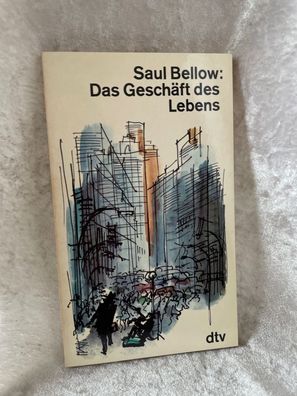 Saul Bellow:
Das Geschäft des
Lebens
dtv